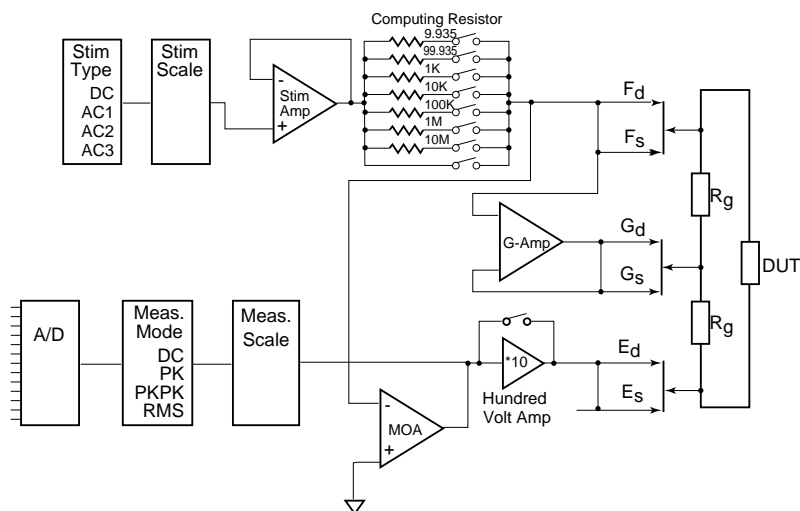 Computing Resistor
9.935
99.935
1K
10K
100K
1M
10M
Stim
Type
DC
AC1
AC2
AC3
Stim
Scale
-
Stim
Amp
+
Fd
Fs
Rg
G-Amp
Gd
Gs
DUT
Rg
A/D
Meas.
Mode
DC
PK
PKPK
RMS
Meas.
Scale
*10
Hundred
Volt Amp
Ed
Es
-
MOA
+